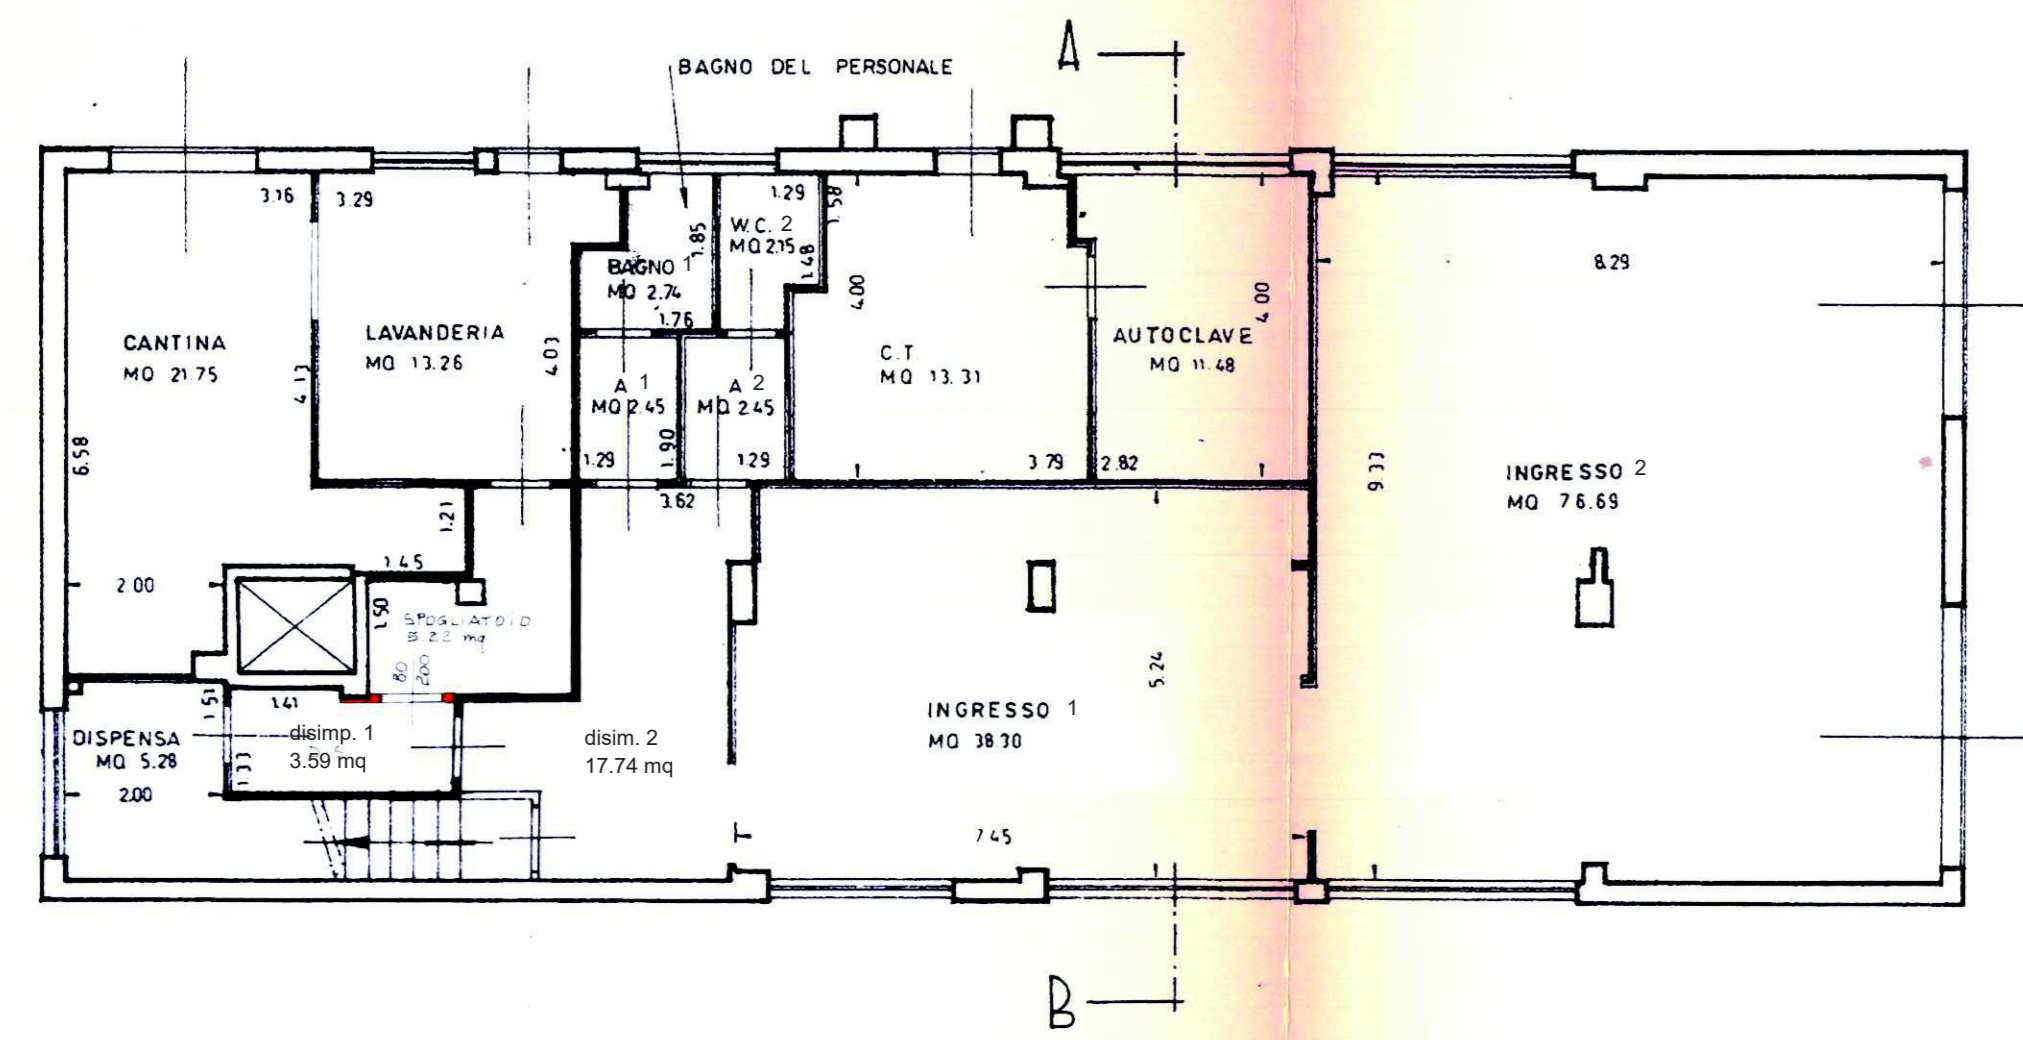 A
BAGNO DEL PERSONALE
3.16
3.29
1.29
1.58
1.85
W.C. 2
MQ 2.15
1.48
BAGNO 1
MQ 2.74
1.76
4.00
4.00
8.29
CANTINA
MQ 21.75
4.13
LAVANDERIA
MQ 13.26
4.03
A 1
MQ 2.45
A 2
MQ 2.45
C.T.
MQ 13.31
AUTOCLAVE
MQ 11.48
6.58
1.29
1.90
1.29
3.79
2.82
9.33
INGRESSO 2
MQ 76.69
3.62
1.21
1.45
2.00
1.50
SPOGLIATOIO
5.22 mq
80
200
5.24
1.51
1.41
DISPENSA
MQ 5.28
2.00
1.33
disimp. 1
3.59 mq
disim. 2
17.74 mq
INGRESSO 1
MQ 38.30
7.45
B